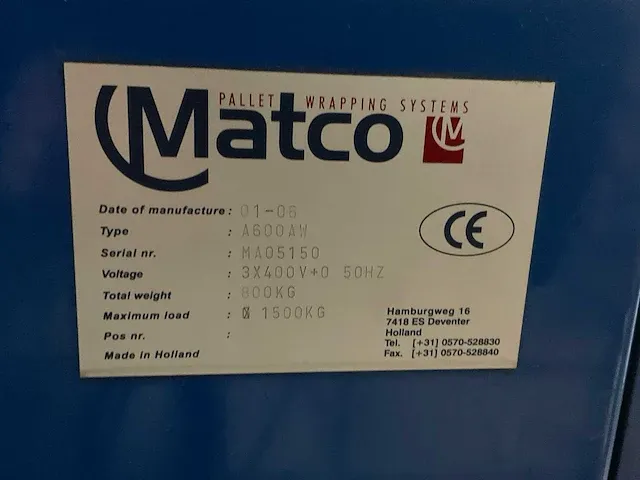 PALLET WRAPPING SYSTEMS
Matco M
Date of manufacture : 01-06
Type : A600AW
Serial nr. : MA05150
Voltage : 3X400V+0 50HZ
Total weight : 800KG
Maximum load : 1500KG
Pos nr. :
Made in Holland
CE
Hamburgweg 16
7418 ES Deventer
Holland
Tel. [+31] 0570-528830
Fax. [+31] 0570-528840